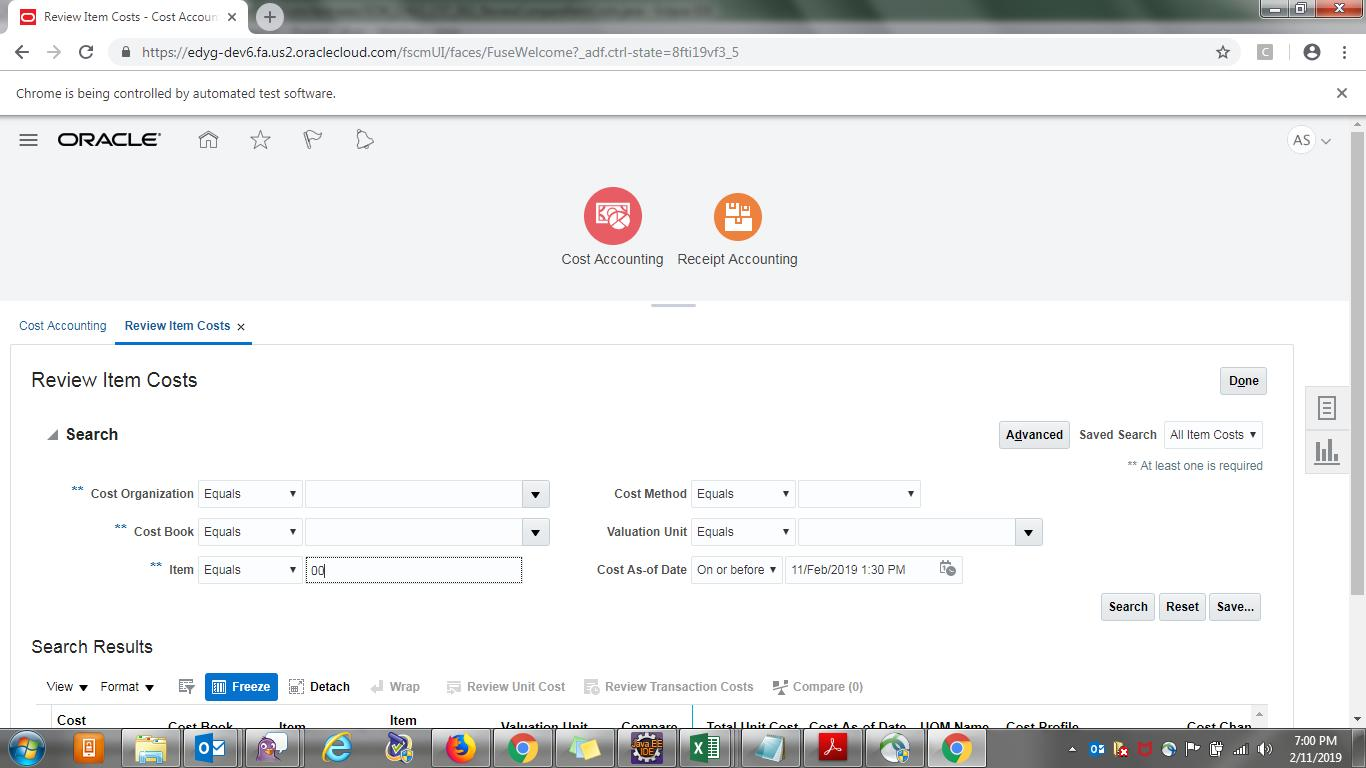 Review Item Costs - Cost Accoun
https://edyg-dev6.fa.us2.oraclecloud.com/fscmUI/faces/FuseWelcome?_adf.ctrl-state=8fti19vf3_5
Chrome is being controlled by automated test software.
ORACLE
AS
Cost Accounting
Receipt Accounting
Cost Accounting
Review Item Costs
Review Item Costs
Done
Search
Advanced
Saved Search
All Item Costs
** At least one is required
** Cost Organization Equals
Cost Method Equals
** Cost Book Equals
Valuation Unit Equals
** Item Equals 00
Cost As-of Date On or before 11/Feb/2019 1:30 PM
Search Reset Save...
Search Results
View Format Freeze Detach Wrap Review Unit Cost Review Transaction Costs Compare (0)
Cost
Cost Book
Item
Item
Valuation Unit
Compare
Total Unit Cost
Cost As-of Date
UOM Name
Cost Profile
Cost Chan
Java EE
IDE
7:00 PM
2/11/2019